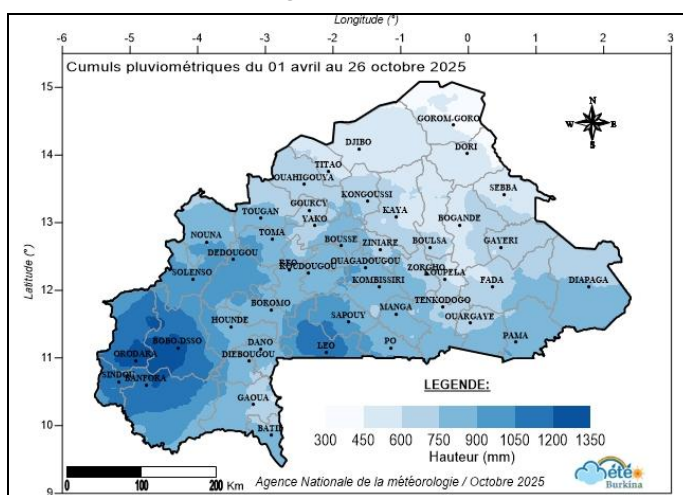 Longitude (°)
-6 -5 -4 -3 -2 -1 0 1 2 3
Cumuls pluviométriques du 01 avril au 26 octobre 2025
15
14
13
12
11
10
9
Latitude (°)
N
W E
S
GOROM-GORO
DJIBO
DORI
TITAO
OUAHIGOUYA
SEBBA
KONGOUSSI
GOURCY
KAYA
TOUGAN
YAKO
BOGANDE
NOUNA
TOMA
BOUSSE
ZINIARE
BOULSA
GAYERI
DEDOUGOU
OUAGADOUGOU
ZORGHO
SOLENSO
KOUDOUGOU
KOMBISSIRI
KOUPELA
FADA
DIAPAGA
BOROMO
TENKODOGO
HOUNDE
SAPOUY
MANGA
OUARGAYE
BOBO-DSSO
DANO
LEO
PO
PAMA
ORODARA
DIEBOUGOU
SINDOU
BANFORA
GAOUA
BATIE
LEGENDE:
300 450 600 750 900 1050 1200 1350
Hauteur (mm)
0 100 200 Km
Agence Nationale de la météorologie / Octobre 2025
météo
Burkina